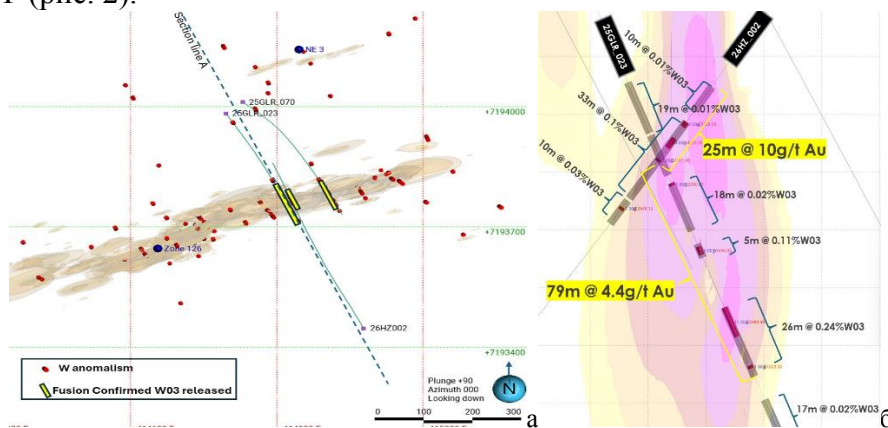 (рис. 2).
Section line A
NE 3
25GLR_070
25GLR_023
+7194000
+7193700
Zone 126
26HZ002
+7193400
W anomalism
Fusion Confirmed W03 released
Plunge +90
Azimuth 000
Looking down
N
0 100 200 300
а
25GLR_023
26HZ_002
10m @ 0.01%W03
19m @ 0.01%W03
33m @ 0.1%W03
25m @ 10g/t Au
10m @ 0.03%W03
18m @ 0.02%W03
5m @ 0.11%W03
79m @ 4.4g/t Au
26m @ 0.24%W03
17m @ 0.02%W03
б